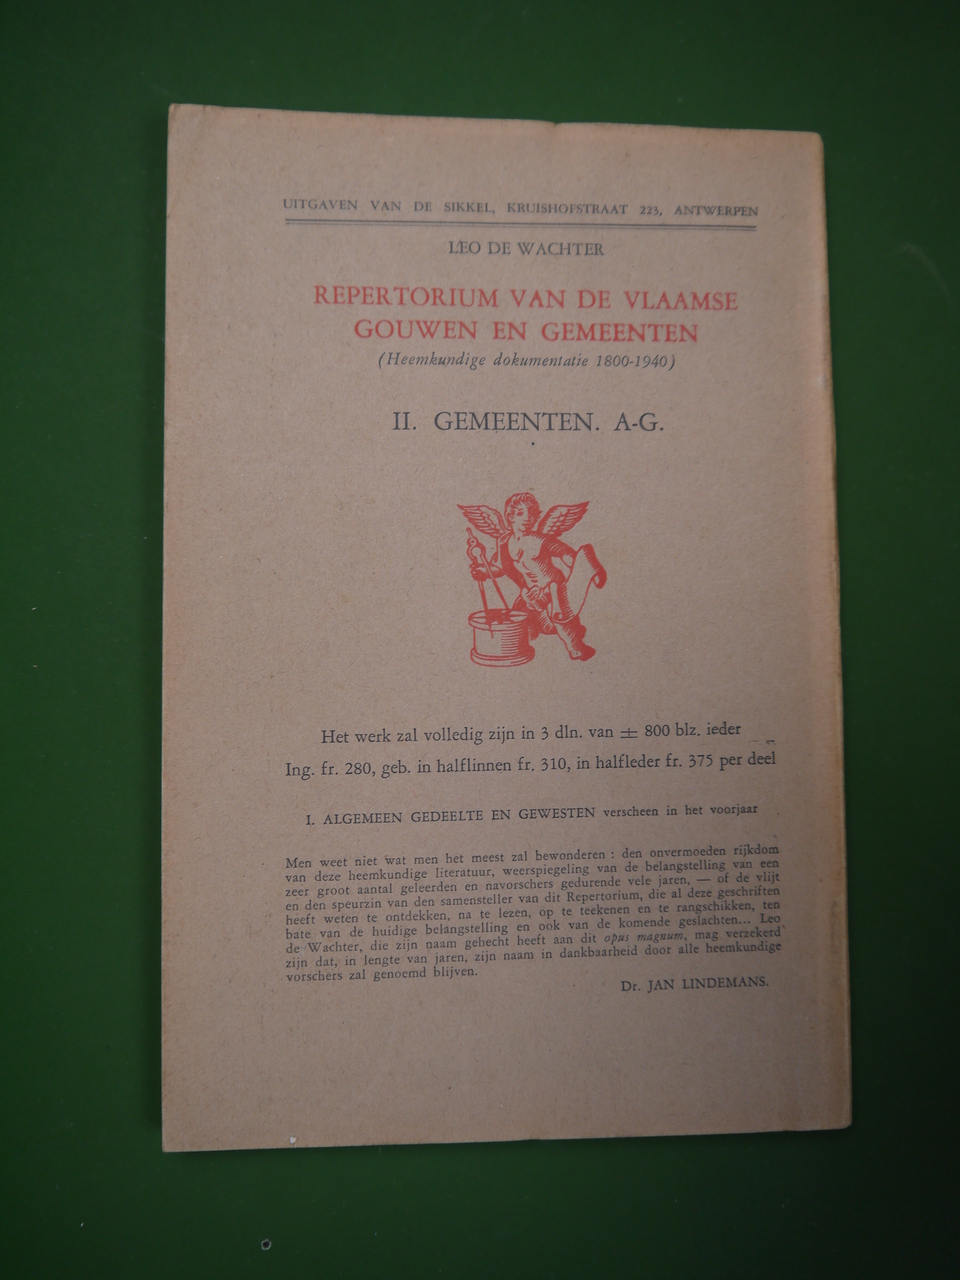 UITGAVEN VAN DE SIKKEL, KRUISHOFSTRAAT 223, ANTWERPEN
LEO DE WACHTER
REPERTORIUM VAN DE VLAAMSE
GOUWEN EN GEMEENTEN
(Heemkundige dokumentatie 1800-1940)
II. GEMEENTEN. A-G.
Het werk zal volledig zijn in 3 dln. van ± 800 blz. ieder
Ing. fr. 280, geb. in halflinnen fr. 310, in halfleder fr. 375 per deel
I. ALGEMEEN GEDEELTE EN GEWESTEN verscheen in het voorjaar
Men weet niet wat men het meest zal bewonderen : den onvermoeden rijkdom
van deze heemkundige literatuur, weerspiegeling van de belangstelling van een
zeer groot aantal geleerden en navorschers gedurende vele jaren, — of de vlijt
en den speurzin van den samensteller van dit Repertorium, die al deze geschriften
heeft weten te ontdekken, na te lezen, op te teekenen en te rangschikken, ten
bate van de huidige belangstelling en ook van de komende geslachten... Leo
de Wachter, die zijn naam gehecht heeft aan dit opus magnum, mag verzekerd
zijn dat, in lengte van jaren, zijn naam in dankbaarheid door alle heemkundige
vorschers zal genoemd blijven.
Dr. JAN LINDEMANS.